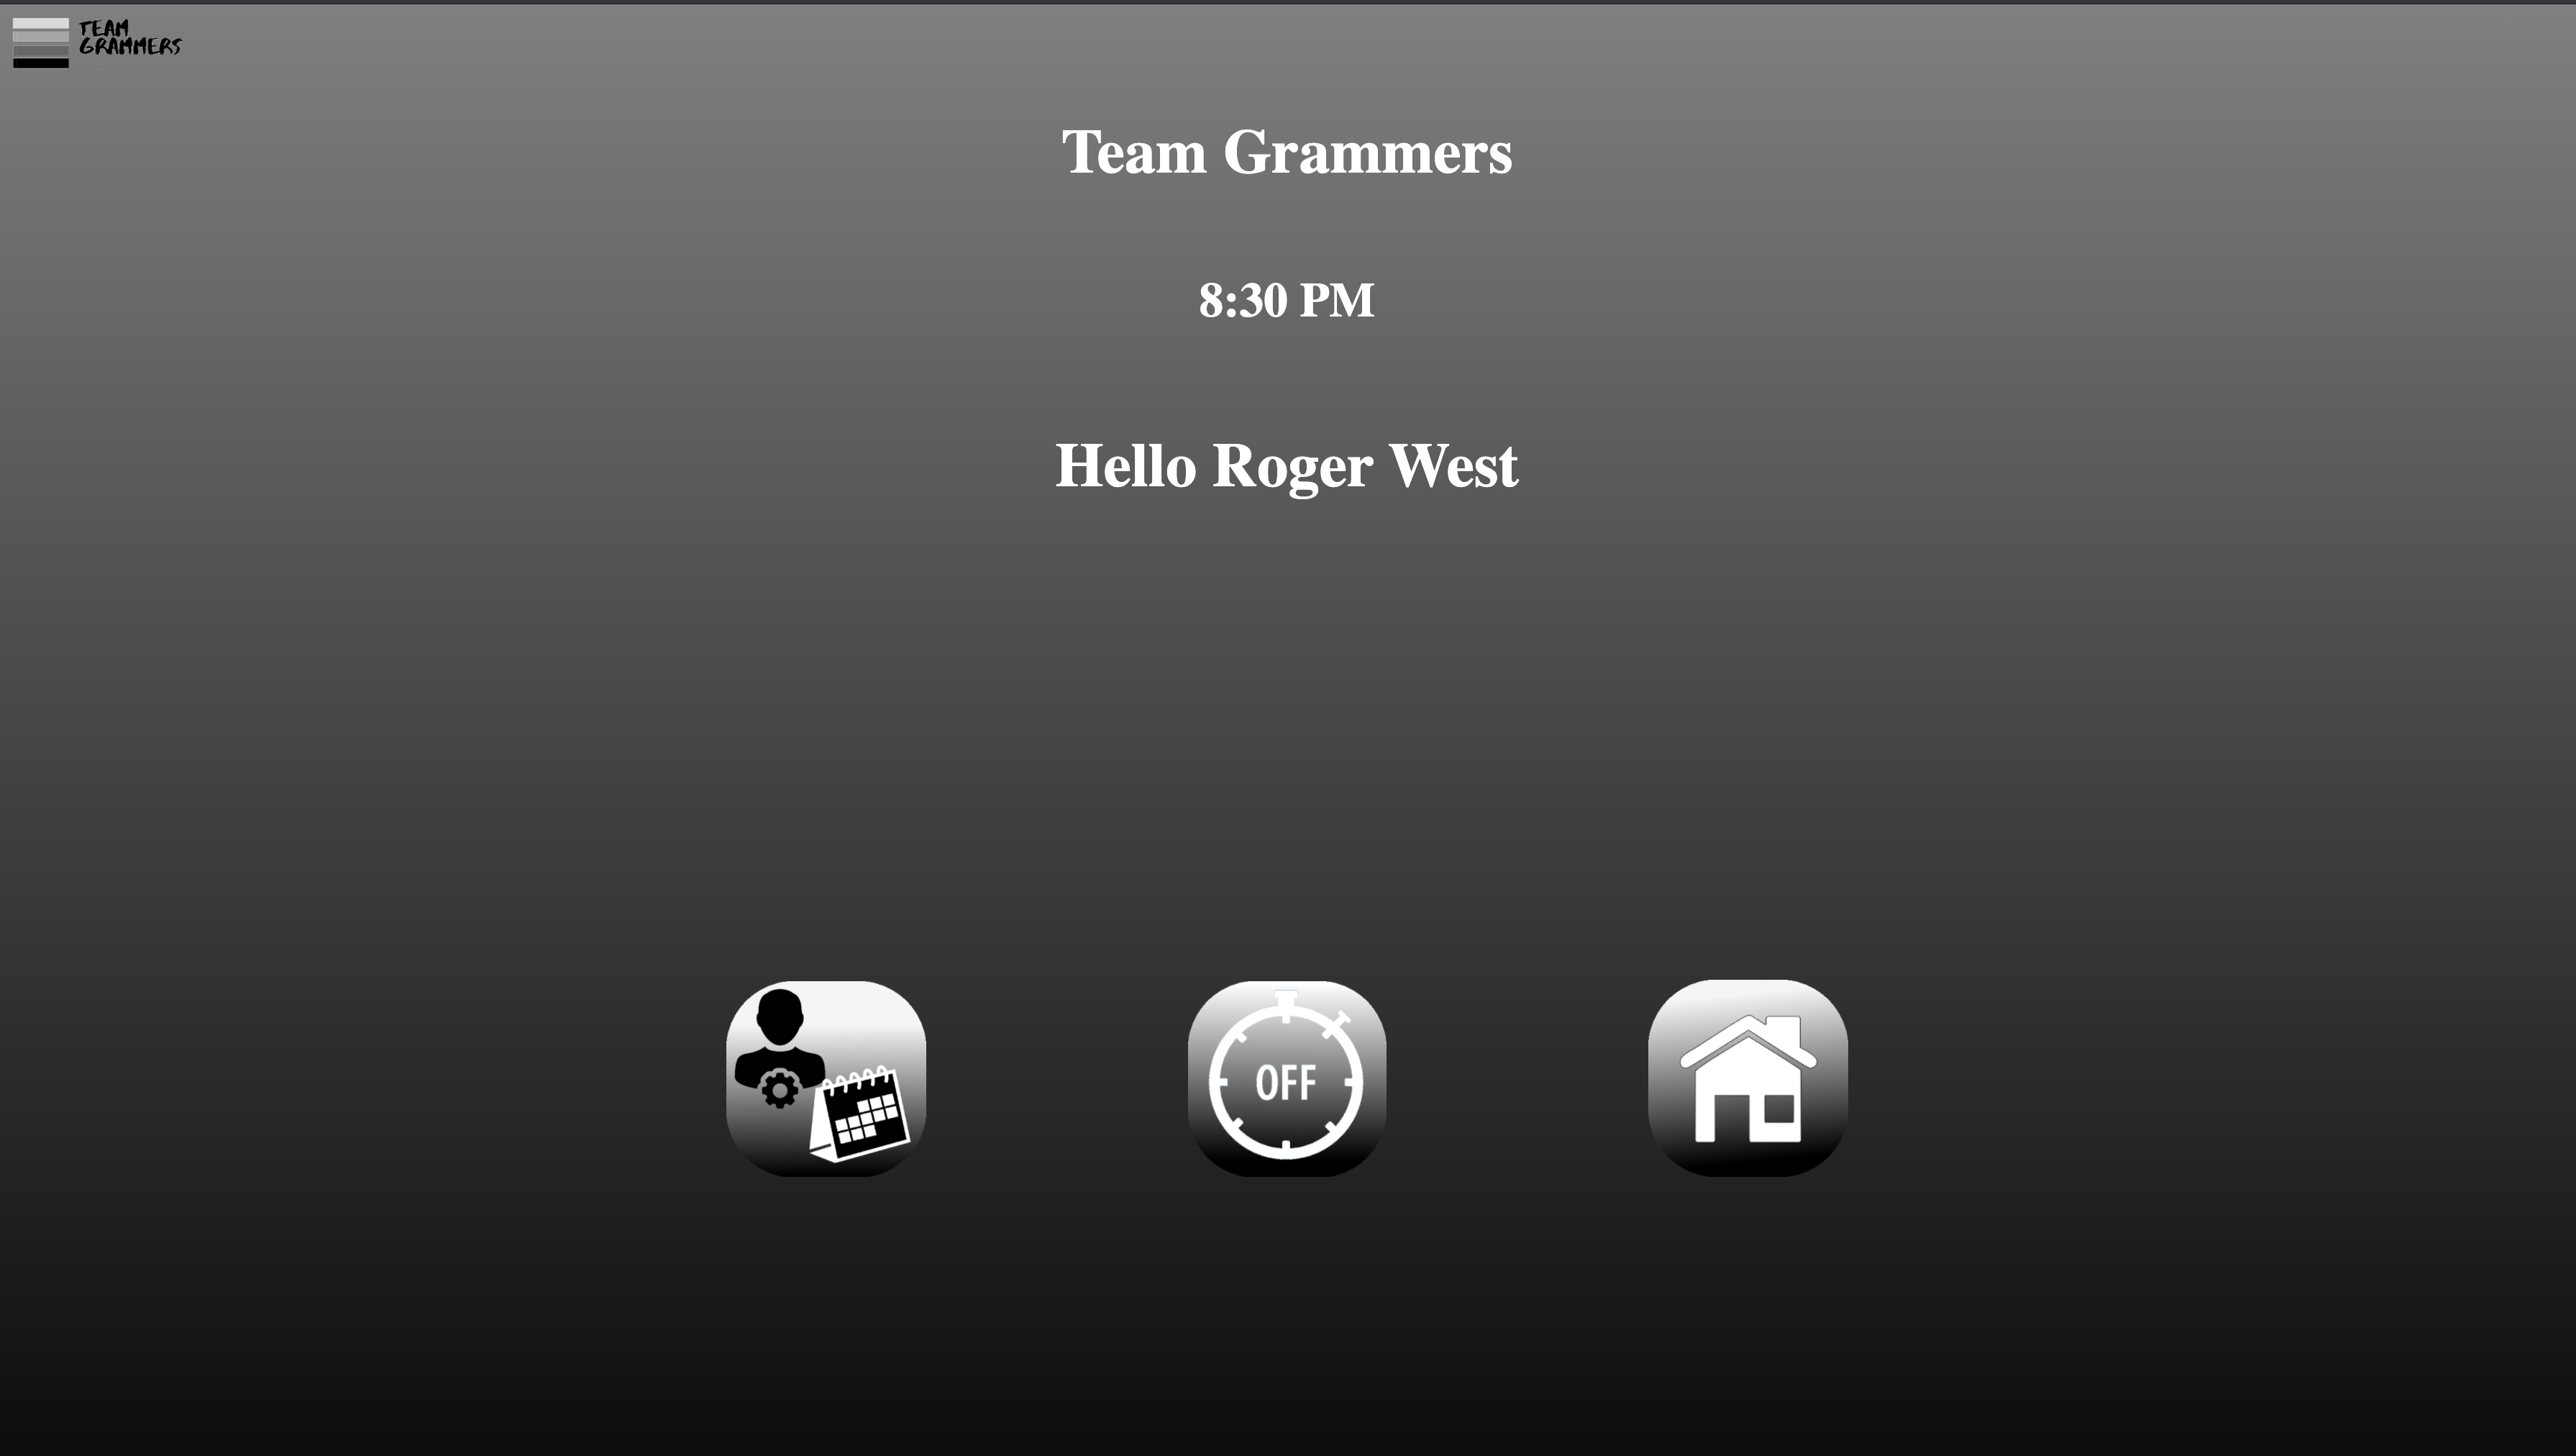 TEAM
GRAMMERS
Team Grammers
8:30 PM
Hello Roger West
OFF